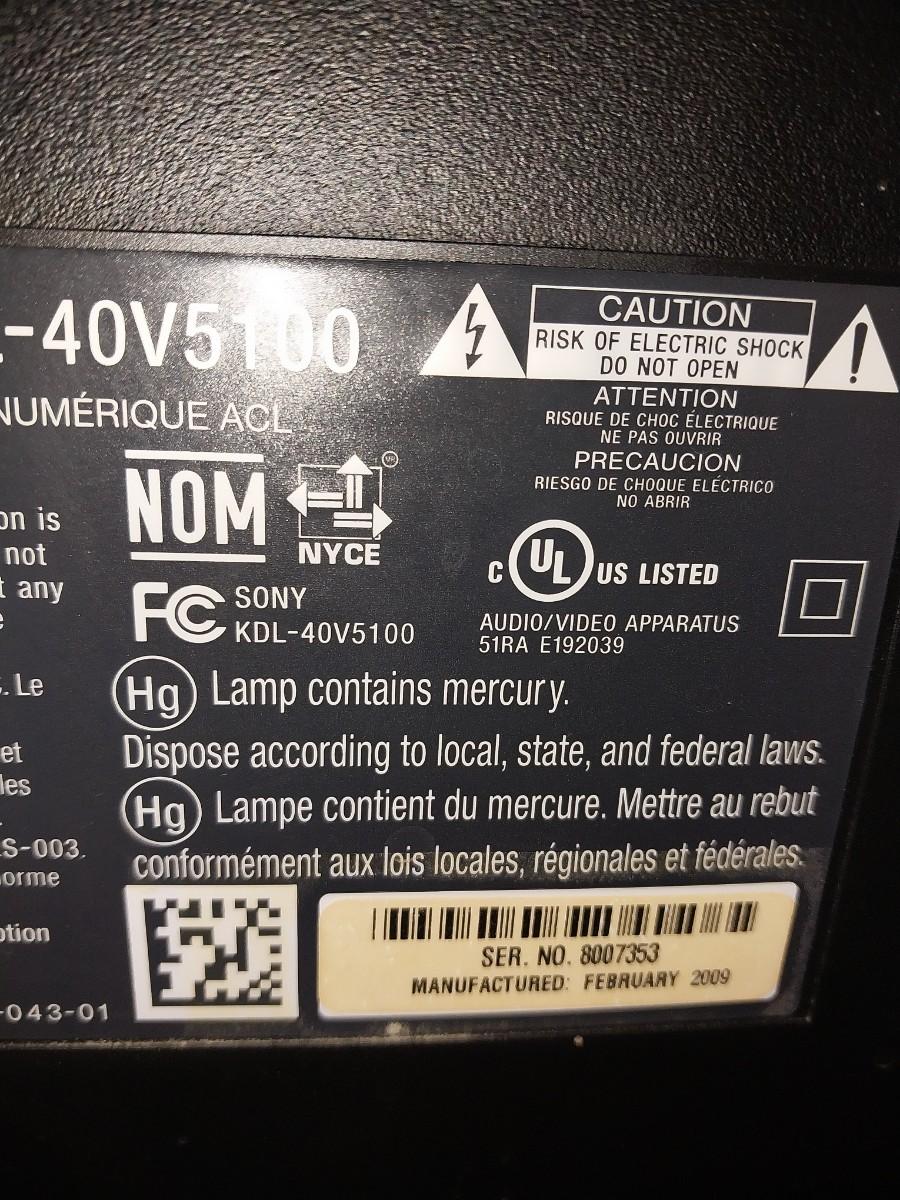 -40V5100
NUMÉRIQUE ACL
CAUTION
RISK OF ELECTRIC SHOCK
DO NOT OPEN
ATTENTION
RISQUE DE CHOC ÉLECTRIQUE
NE PAS OUVRIR
PRECAUCION
RIESGO DE CHOQUE ELÉCTRICO
NO ABRIR
on is
not
t any
e
. Le
et
les
.
S-003.
orme
ption
-043-01
NOM
NYCE
FC SONY
KDL-40V5100
C UL US LISTED
AUDIO/VIDEO APPARATUS
51RA E192039
Hg Lamp contains mercury.
Dispose according to local, state, and federal laws.
Hg Lampe contient du mercure. Mettre au rebut
conformément aux lois locales, régionales et fédérales.
SER. NO. 8007353
MANUFACTURED: FEBRUARY 2009